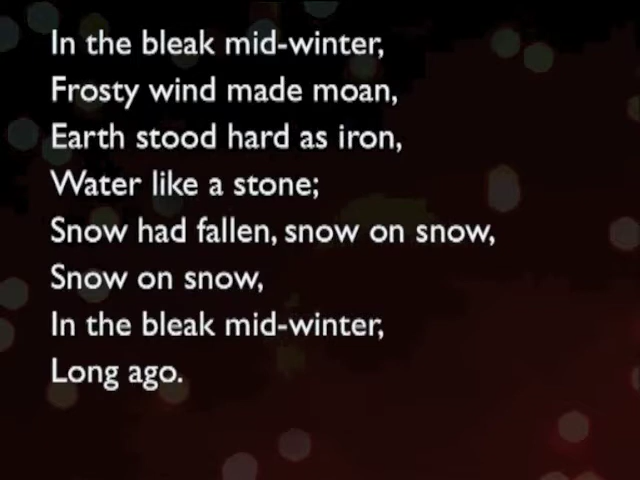 In the bleak mid-winter,
Frosty wind made moan,
Earth stood hard as iron,
Water like a stone;
Snow had fallen, snow on snow,
Snow on snow,
In the bleak mid-winter,
Long ago.